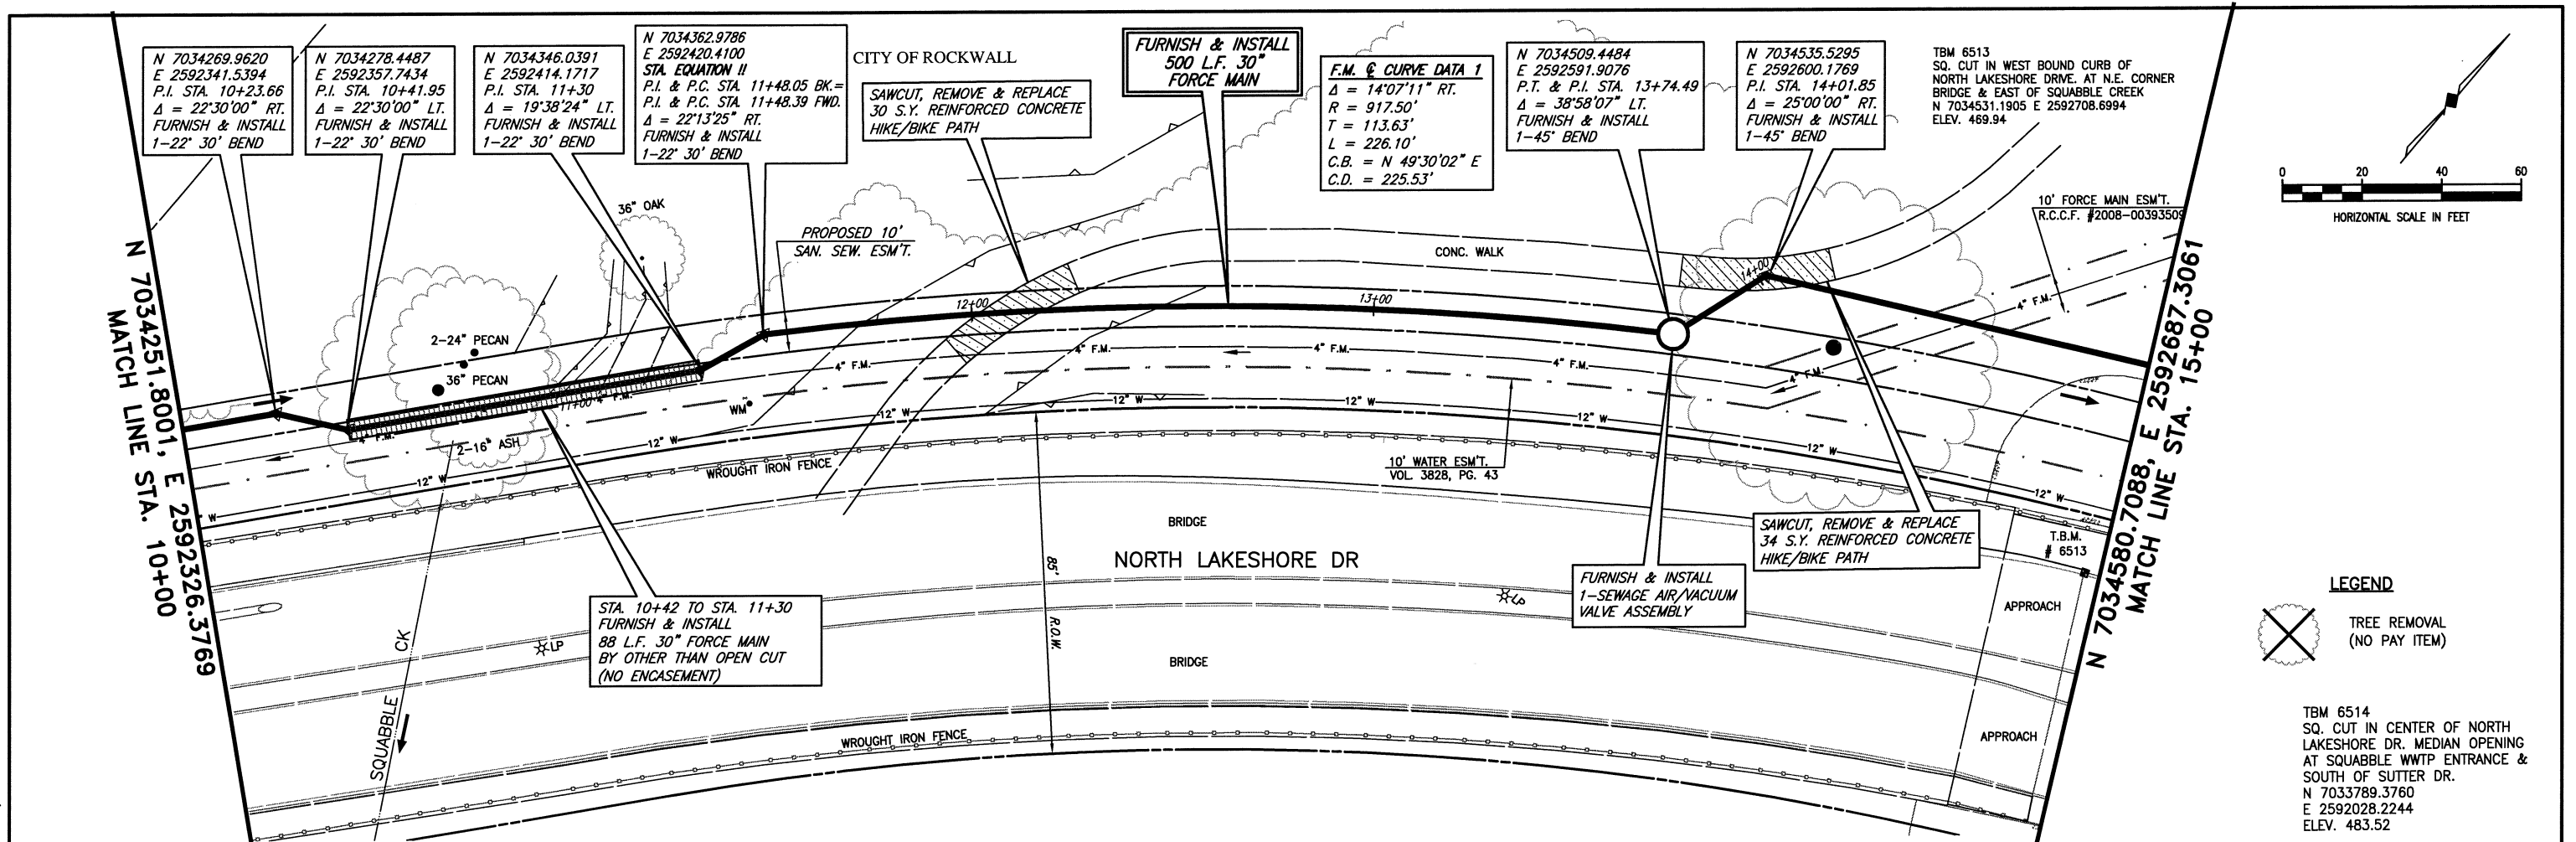 N 7034269.9620
E 2592341.5394
P.I. STA. 10+23.66
Δ = 22°30'00" RT.
FURNISH & INSTALL
1-22° 30' BEND
N 7034278.4487
E 2592357.7434
P.I. STA. 10+41.95
Δ = 22°30'00" LT.
FURNISH & INSTALL
1-22° 30' BEND
N 7034346.0391
E 2592414.1717
P.I. STA. 11+30
Δ = 19°38'24" LT.
FURNISH & INSTALL
1-22° 30' BEND
N 7034362.9786
E 2592420.4100
STA. EQUATION !!
P.I. & P.C. STA. 11+48.05 BK.=
P.I. & P.C. STA. 11+48.39 FWD.
Δ = 22°13'25" RT.
FURNISH & INSTALL
1-22° 30' BEND
CITY OF ROCKWALL
SAWCUT, REMOVE & REPLACE
30 S.Y. REINFORCED CONCRETE
HIKE/BIKE PATH
FURNISH & INSTALL
500 L.F. 30"
FORCE MAIN
F.M. ℄ CURVE DATA 1
Δ = 14°07'11" RT.
R = 917.50'
T = 113.63'
L = 226.10'
C.B. = N 49°30'02" E
C.D. = 225.53'
N 7034509.4484
E 2592591.9076
P.T. & P.I. STA. 13+74.49
Δ = 38°58'07" LT.
FURNISH & INSTALL
1-45° BEND
N 7034535.5295
E 2592600.1769
P.I. STA. 14+01.85
Δ = 25°00'00" RT.
FURNISH & INSTALL
1-45° BEND
TBM 6513
SQ. CUT IN WEST BOUND CURB OF
NORTH LAKESHORE DRIVE. AT N.E. CORNER
BRIDGE & EAST OF SQUABBLE CREEK
N 7034531.1905 E 2592708.6994
ELEV. 469.94
0 20 40 60
HORIZONTAL SCALE IN FEET
10' FORCE MAIN ESM'T.
R.C.C.F. #2008-00393509
36" OAK
PROPOSED 10'
SAN. SEW. ESM'T.
CONC. WALK
12+00
13+00
14+00
4" F.M.
2-24" PECAN
36" PECAN
11+00
4" F.M.
4" F.M.
4" F.M.
4" F.M.
4" F.M.
4" F.M.
4" F.M.
WM
2-16" ASH
W
12" W
12" W
12" W
12" W
12" W
12" W
12" W
12" W
WROUGHT IRON FENCE
10' WATER ESM'T.
VOL. 3828, PG. 43
N 7034251.8001, E 2592326.3769
MATCH LINE STA. 10+00
N 7034580.7088, E 2592687.3061
MATCH LINE STA. 15+00
BRIDGE
NORTH LAKESHORE DR
85'
R.O.W.
SAWCUT, REMOVE & REPLACE
34 S.Y. REINFORCED CONCRETE
HIKE/BIKE PATH
T.B.M.
# 6513
FURNISH & INSTALL
1-SEWAGE AIR/VACUUM
VALVE ASSEMBLY
STA. 10+42 TO STA. 11+30
FURNISH & INSTALL
88 L.F. 30" FORCE MAIN
BY OTHER THAN OPEN CUT
(NO ENCASEMENT)
LP
LP
APPROACH
BRIDGE
SQUABBLE CK
WROUGHT IRON FENCE
APPROACH
LEGEND
TREE REMOVAL
(NO PAY ITEM)
TBM 6514
SQ. CUT IN CENTER OF NORTH
LAKESHORE DR. MEDIAN OPENING
AT SQUABBLE WWTP ENTRANCE &
SOUTH OF SUTTER DR.
N 7033789.3760
E 2592028.2244
ELEV. 483.52